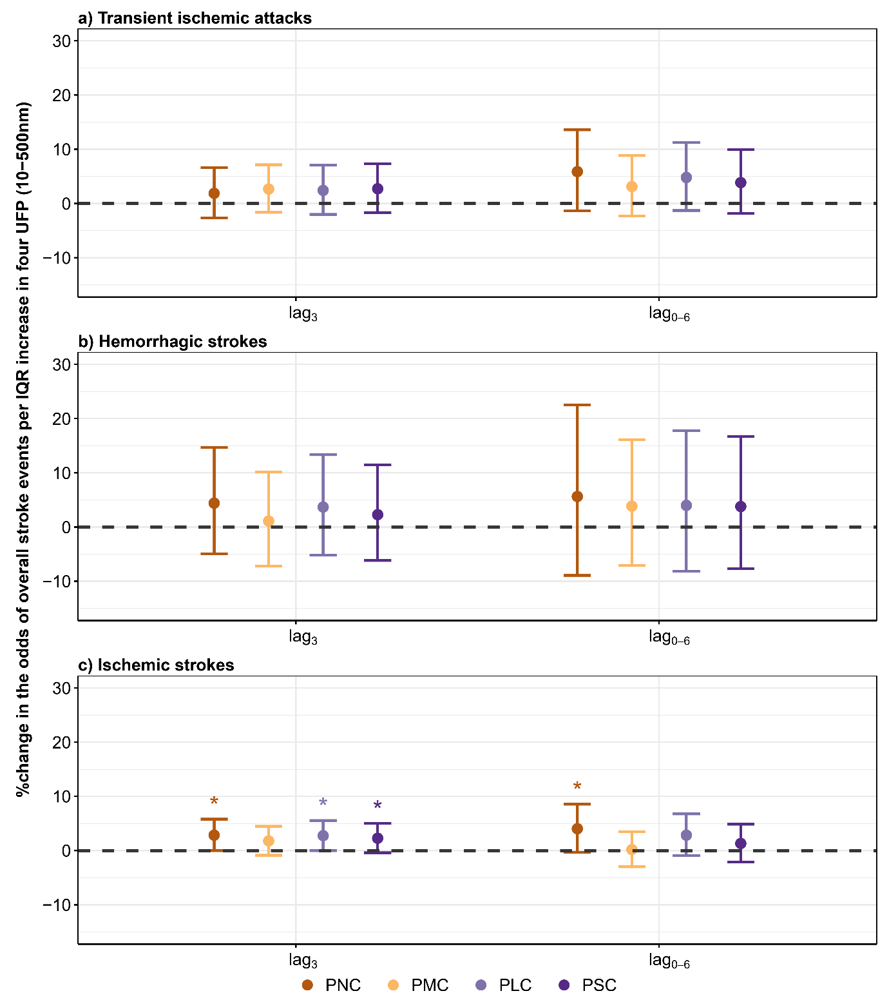 %change in the odds of overall stroke events per IQR increase in four UFP (10−500nm)
a) Transient ischemic attacks
30
20
10
0
−10
lag3 lag0−6
b) Hemorrhagic strokes
30
20
10
0
−10
lag3 lag0−6
c) Ischemic strokes
30
20
10
* * * *
0
−10
lag3 lag0−6
PNC PMC PLC PSC